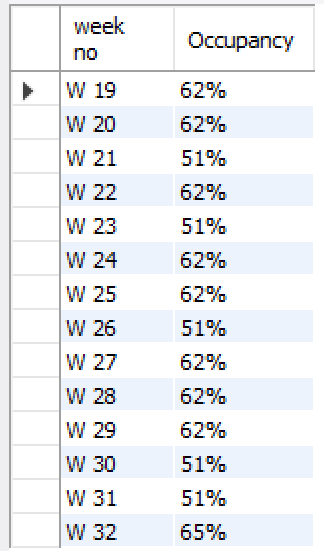 week
no Occupancy
W 19 62%
W 20 62%
W 21 51%
W 22 62%
W 23 51%
W 24 62%
W 25 62%
W 26 51%
W 27 62%
W 28 62%
W 29 62%
W 30 51%
W 31 51%
W 32 65%